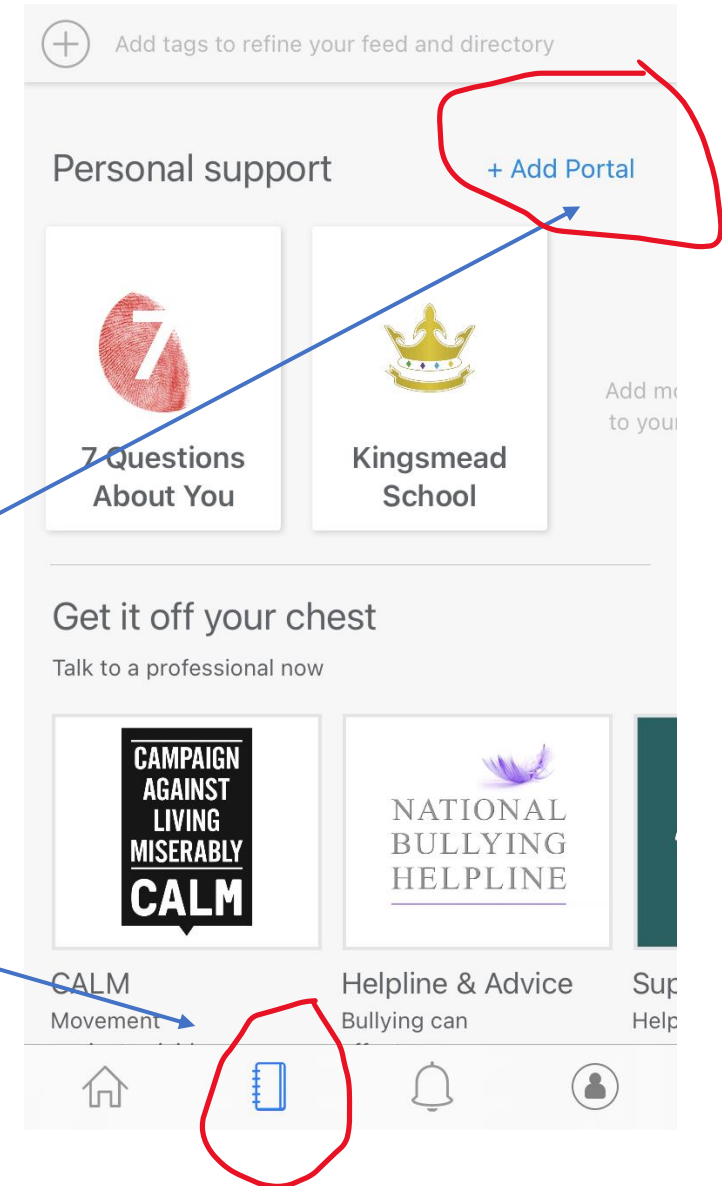 Add tags to refine your feed and directory
Personal support
+ Add Portal
7
7 Questions
About You
Kingsmead
School
Add
to
Get it off your chest
Talk to a professional now
CAMPAIGN
AGAINST
LIVING
MISERABLY
CALM
NATIONAL
BULLYING
HELPLINE
CALM
Movement
Helpline & Advice
Bullying can